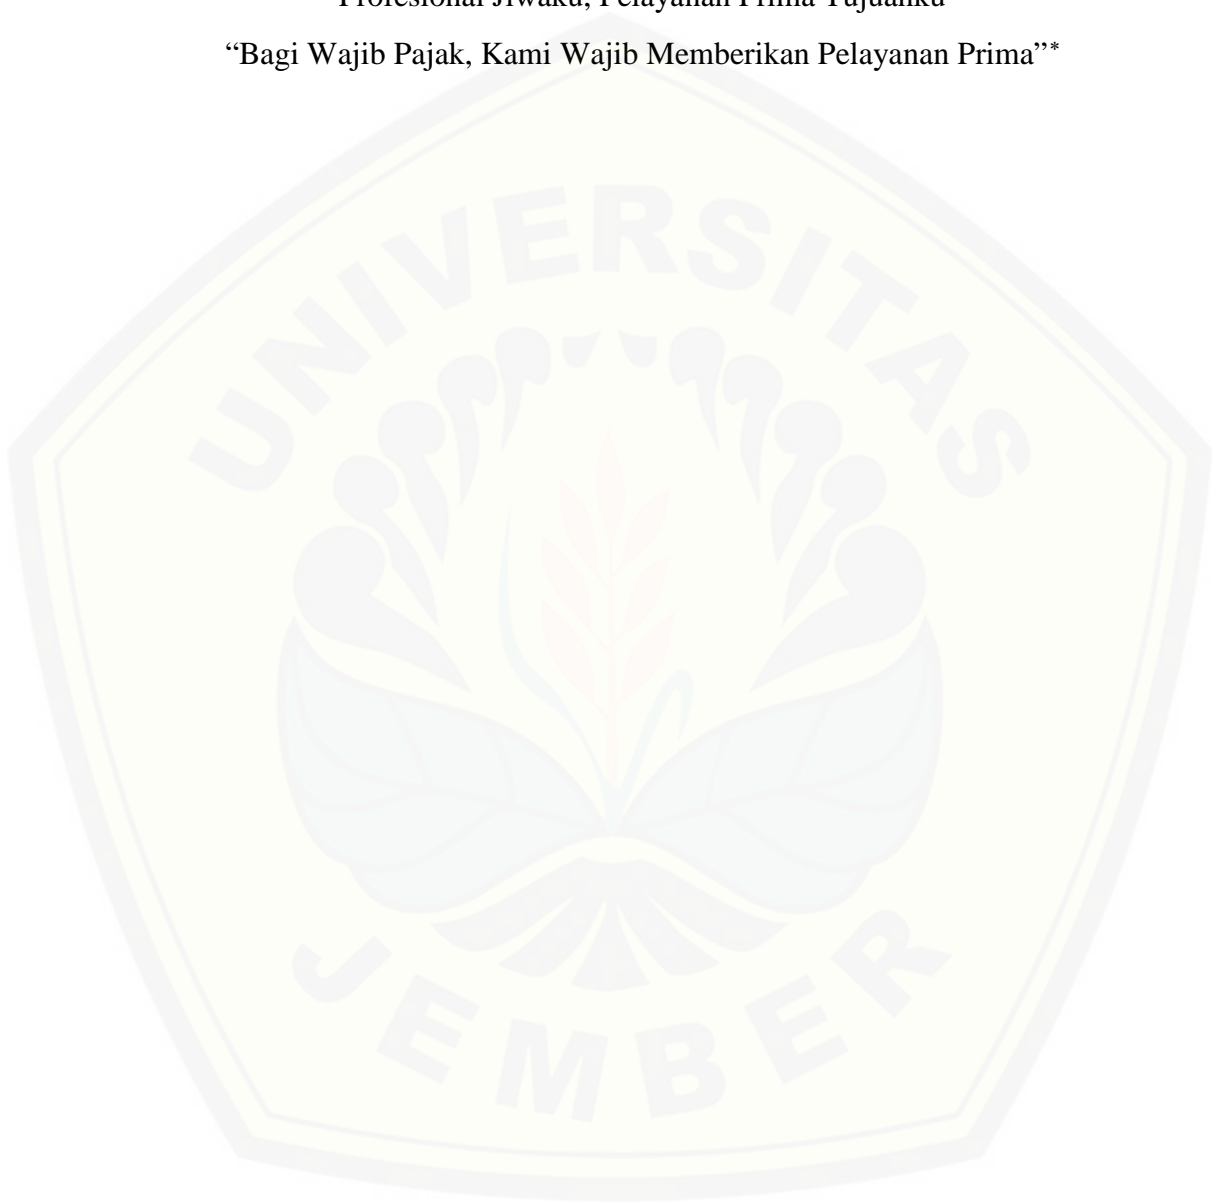 Profesional Jiwaku, Pelayanan Prima Tujuanku
“Bagi Wajib Pajak, Kami Wajib Memberikan Pelayanan Prima”*
UNIVERSITAS
JEMBER